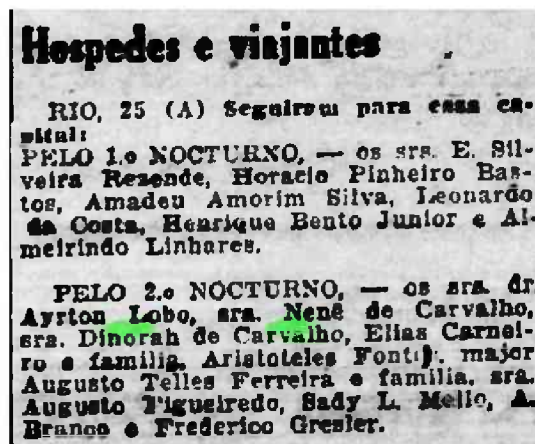 Hospedes e viajantes
RIO, 25 (A) Seguiram para essa ca-
pital:
PELO 1.o NOCTURNO, — os srs. E. Sil-
veira Rezende, Horacio Pinheiro Bas-
tos, Amadeu Amorim Silva, Leonardo
da Costa, Henrique Bento Junior e Al-
meirindo Linhares.
PELO 2.o NOCTURNO, — os srs. dr.
Ayrton Lobo, sra. Nenê de Carvalho,
sra. Dinorah de Carvalho, Elias Carnei-
ro e familia, Aristoteles major
Augusto Telles Ferreira e familia, sra.
Augusto Figueiredo, Sady L. Mello, A.
Branco e Frederico Gresler.